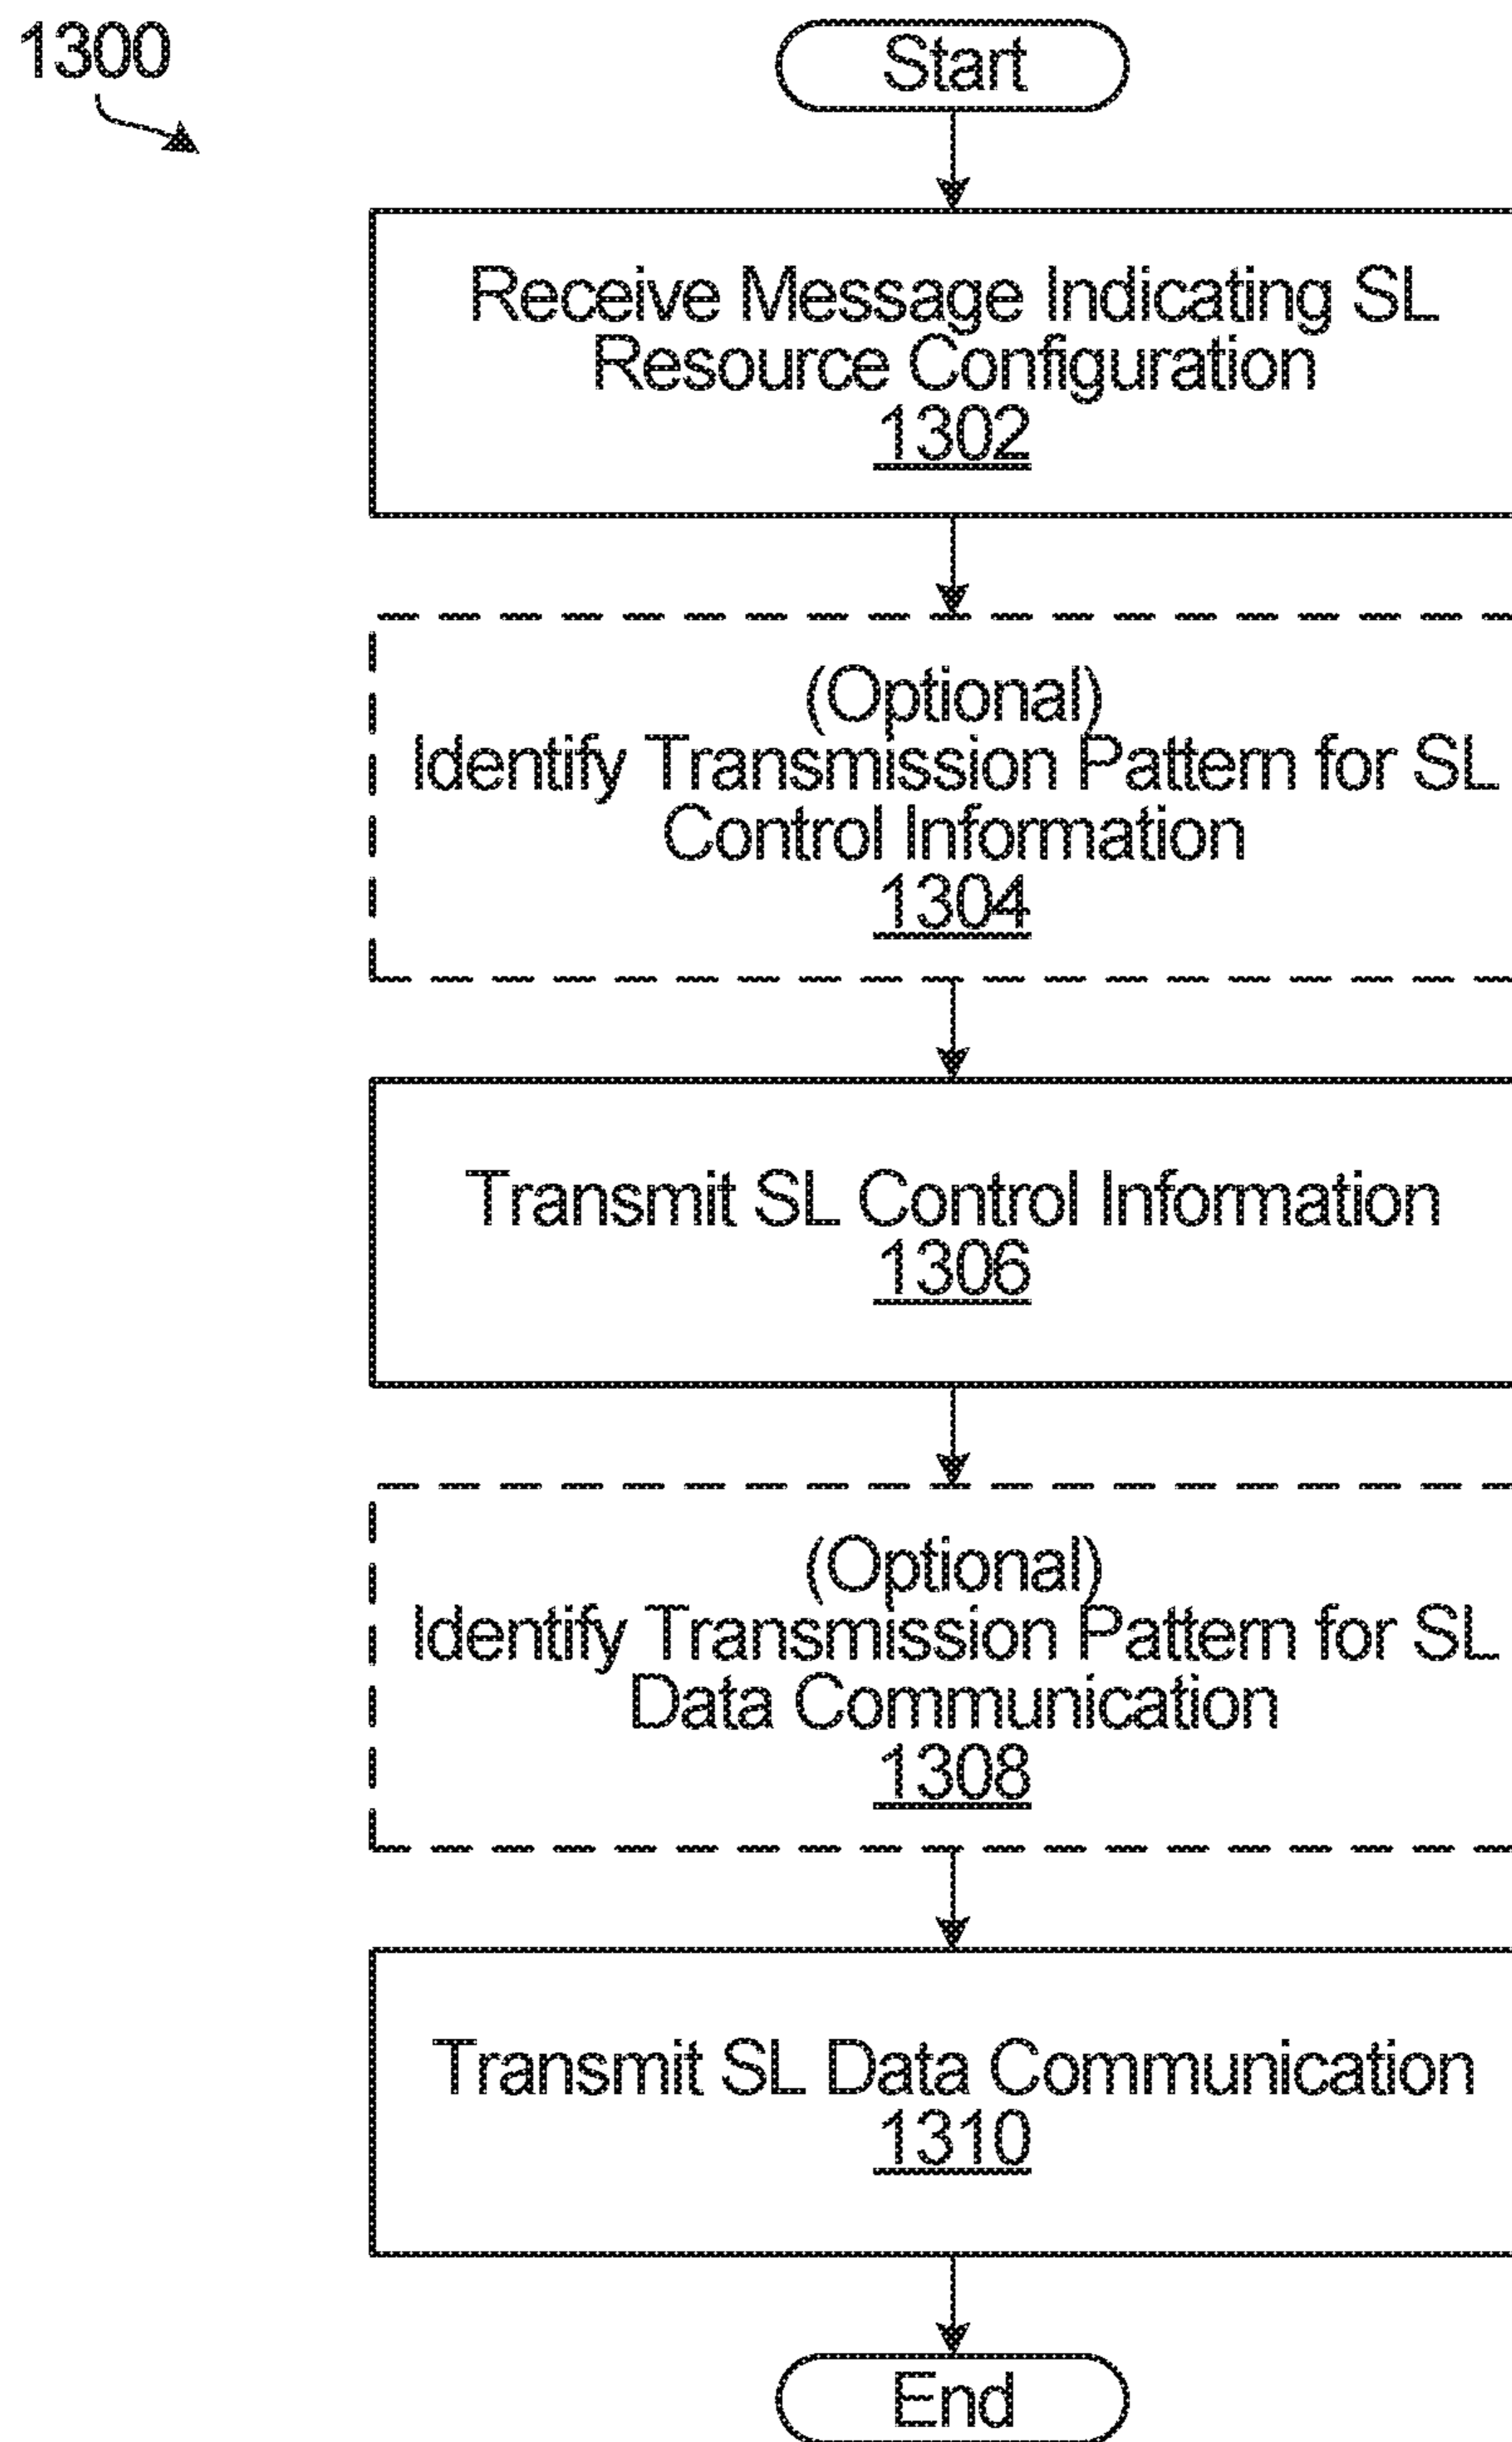 1300
Start
Receive Message Indicating SL
Resource Configuration
1302
(Optional)
Identify Transmission Pattern for SL
Control Information
1304
Transmit SL Control Information
1306
(Optional)
Identify Transmission Pattern for SL
Data Communication
1308
Transmit SL Data Communication
1310
End